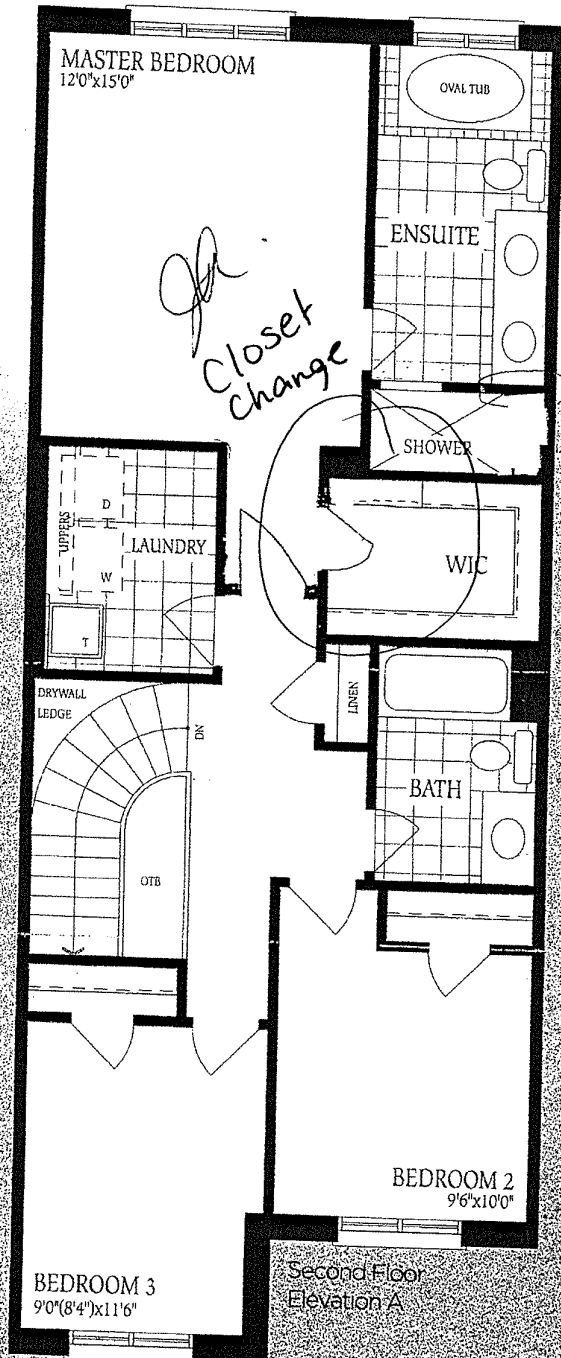 MASTER BEDROOM
12'0"x15'0"
OVAL TUB
ENSUITE
Closet
change
SHOWER
UPPERS
D
LAUNDRY
W
WIC
T
DRYWALL
LEDGE
DN
LINEN
BATH
OTB
BEDROOM 2
9'6"x10'0"
BEDROOM 3
9'0"(8'4")x11'6"
Second Floor
Elevation A